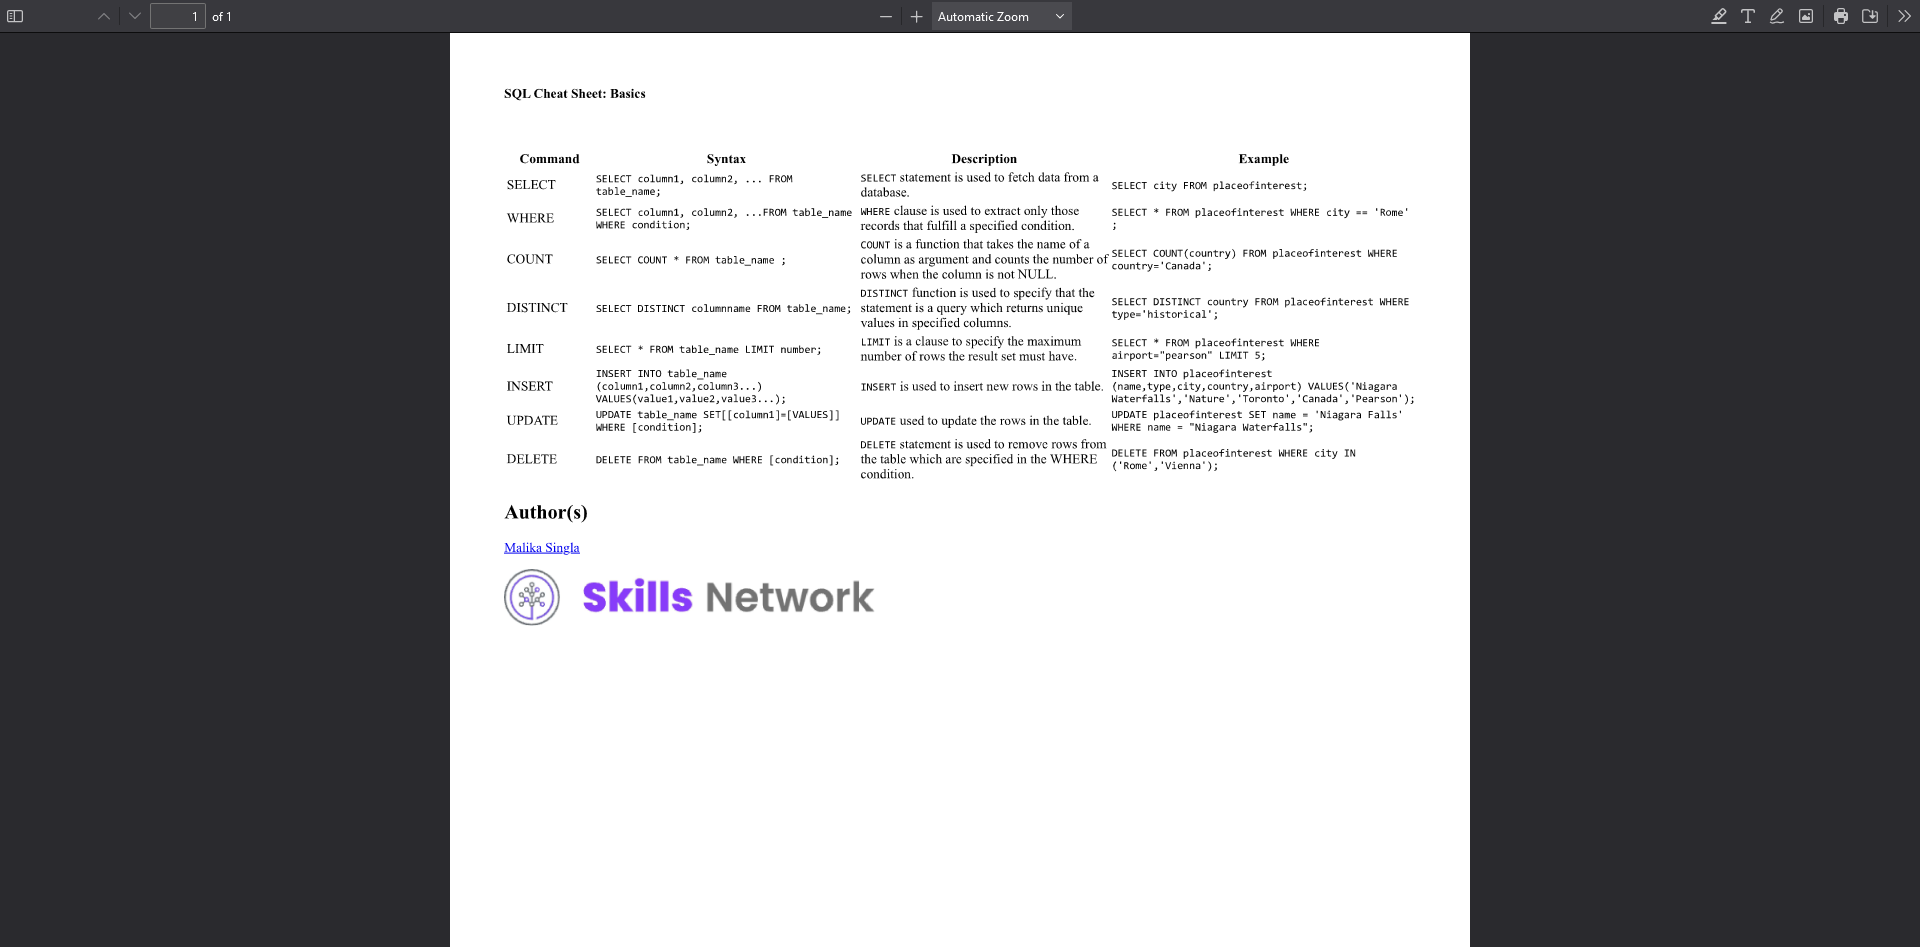 1 of 1 Automatic Zoom
SQL Cheat Sheet: Basics
Command Syntax Description Example
SELECT
SELECT column1, column2, ... FROM
table_name;
SELECT statement is used to fetch data from a
database.
SELECT city FROM placeofinterest;
WHERE
SELECT column1, column2, ...FROM table_name
WHERE condition;
WHERE clause is used to extract only those
records that fulfill a specified condition.
SELECT * FROM placeofinterest WHERE city == 'Rome'
;
COUNT
SELECT COUNT * FROM table_name ;
COUNT is a function that takes the name of a
column as argument and counts the number of
rows when the column is not NULL.
SELECT COUNT(country) FROM placeofinterest WHERE
country='Canada';
DISTINCT
SELECT DISTINCT columnname FROM table_name;
DISTINCT function is used to specify that the
statement is a query which returns unique
values in specified columns.
SELECT DISTINCT country FROM placeofinterest WHERE
type='historical';
LIMIT
SELECT * FROM table_name LIMIT number;
LIMIT is a clause to specify the maximum
number of rows the result set must have.
SELECT * FROM placeofinterest WHERE
airport="pearson" LIMIT 5;
INSERT
INSERT INTO table_name
(column1,column2,column3...)
VALUES(value1,value2,value3...);
INSERT is used to insert new rows in the table.
INSERT INTO placeofinterest
(name,type,city,country,airport) VALUES('Niagara
Waterfalls','Nature','Toronto','Canada','Pearson');
UPDATE
UPDATE table_name SET[[column1]=[VALUES]]
WHERE [condition];
UPDATE used to update the rows in the table.
UPDATE placeofinterest SET name = 'Niagara Falls'
WHERE name = "Niagara Waterfalls";
DELETE
DELETE FROM table_name WHERE [condition];
DELETE statement is used to remove rows from
the table which are specified in the WHERE
condition.
DELETE FROM placeofinterest WHERE city IN
('Rome','Vienna');
Author(s)
Malika Singla
Skills Network